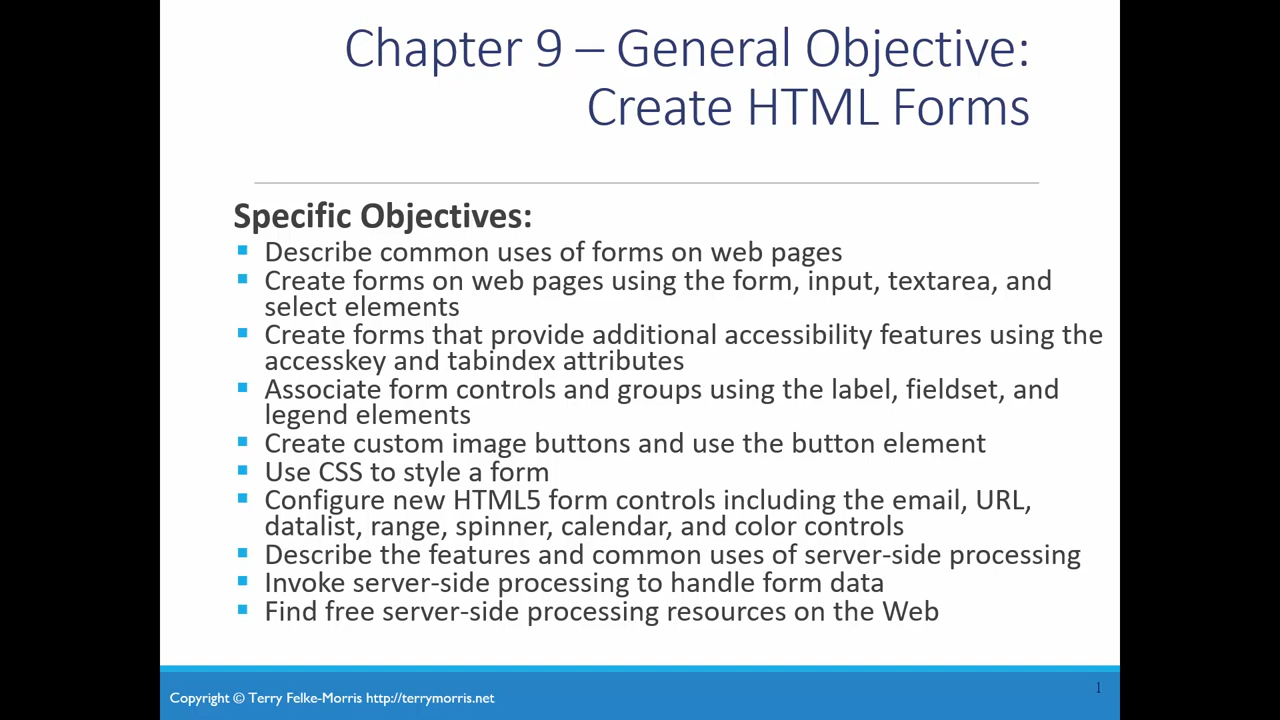 Chapter 9 – General Objective:
Create HTML Forms
Specific Objectives:
Describe common uses of forms on web pages
Create forms on web pages using the form, input, textarea, and
select elements
Create forms that provide additional accessibility features using the
accesskey and tabindex attributes
Associate form controls and groups using the label, fieldset, and
legend elements
Create custom image buttons and use the button element
Use CSS to style a form
Configure new HTML5 form controls including the email, URL,
datalist, range, spinner, calendar, and color controls
Describe the features and common uses of server-side processing
Invoke server-side processing to handle form data
Find free server-side processing resources on the Web
Copyright © Terry Felke-Morris http://terrymorris.net
1